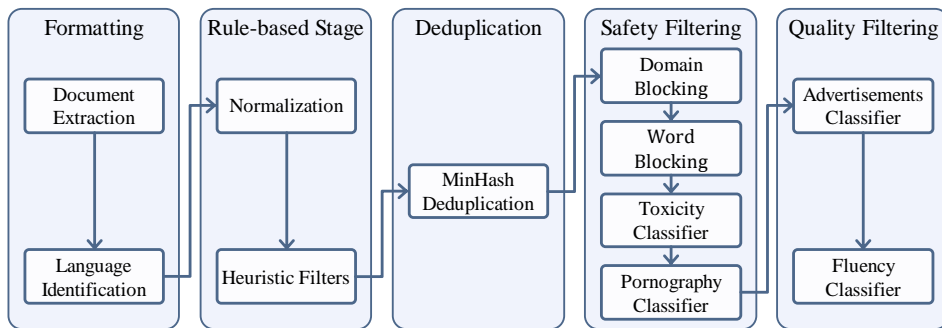 Formatting
Document
Extraction
Language
Identification
Rule-based Stage
Normalization
Heuristic Filters
Deduplication
MinHash
Deduplication
Safety Filtering
Domain
Blocking
Word
Blocking
Toxicity
Classifier
Pornography
Classifier
Quality Filtering
Advertisements
Classifier
Fluency
Classifier